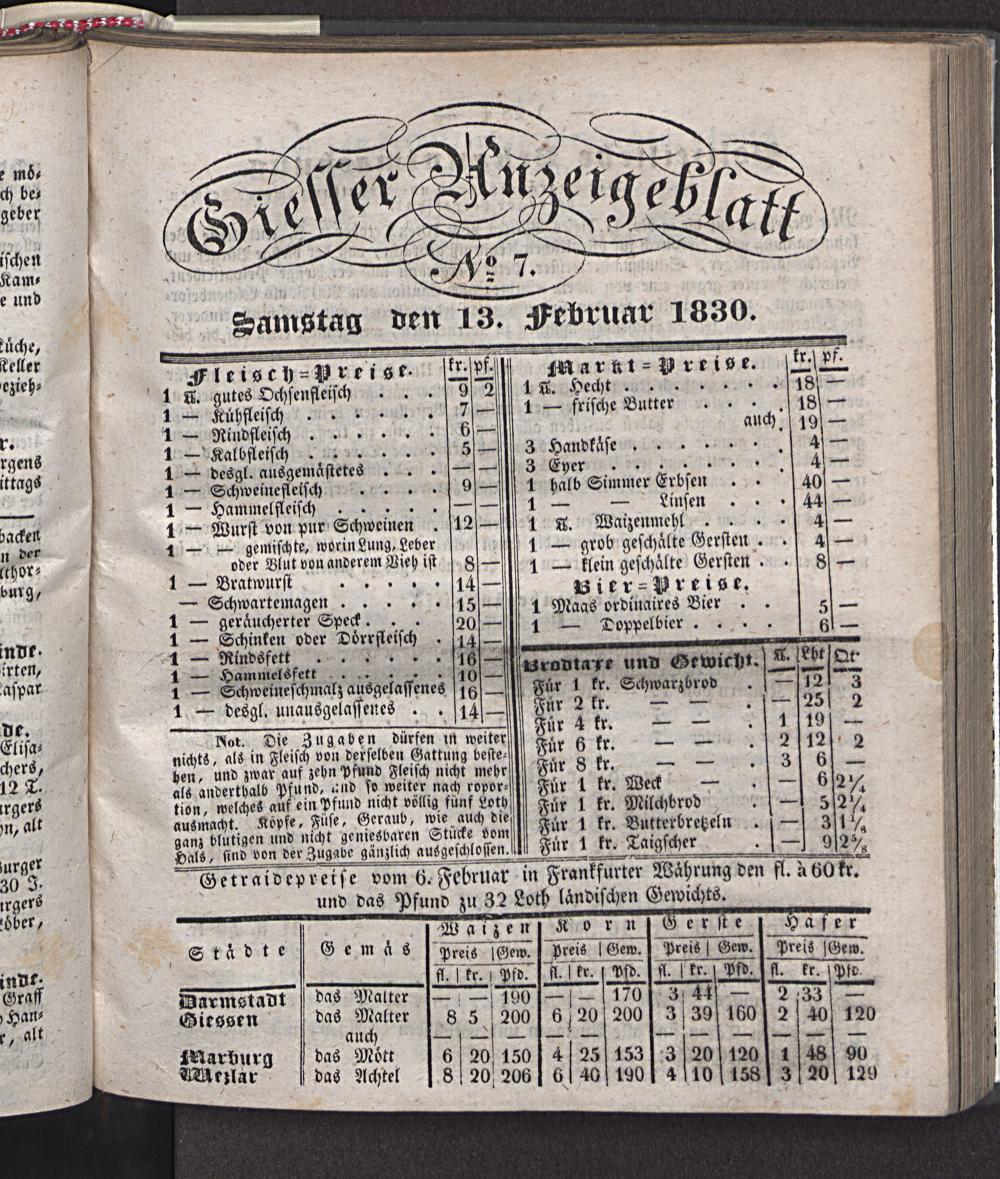 Giesser Anzeigeblatt
No 7.
Samstag den 13. Februar 1830.
Fleisch=Preise. kr. pf.
1 ℔. gutes Ochsenfleisch . . . . 9 2
1 — Kühfleisch . . . . . 7 —
1 — Rindfleisch . . . . . . 6 —
1 — Kalbfleisch . . . . . . 5 —
1 — desgl. ausgemästetes . . . — —
1 — Schweinefleisch . . . . . 9 —
1 — Hammelfleisch . . . . . — —
1 — Wurst von pur Schweinen 12 —
1 — — gemischte, worin Lung, Leber
oder Blut von anderem Vieh ist 8 —
1 — Bratwurst . . . . . 14 —
— Schwartemagen . . . . . 15 —
1 — geräucherter Speck . . . . 20 —
1 — Schinken oder Dörrfleisch . 14 —
1 — Rindsfett . . . . . . 16 —
1 — Hammelsfett . . . . . 10 —
1 — Schweineschmalz ausgelassenes 16 —
1 — desgl. unausgelassenes . . 14 —
Not. Die Zugaben dürfen in weiter
nichts, als in Fleisch von derselben Gattung beste-
hen, und zwar auf zehn Pfund Fleisch nicht mehr
als anderthalb Pfund, und so weiter nach ropor-
tion, welches auf ein Pfund nicht völlig fünf Loth
ausmacht. Köpfe, Füse, Geraub, wie auch die
ganz blutigen und nicht geniesbaren Stücke vom
Hals, sind von der Zugabe gänzlich ausgeschlossen.
Markt=Preise. kr. pf.
1 ℔. Hecht . . . . . . . . 18 —
1 — frische Butter . . . . 18 —
auch . 19 —
3 Handkäse . . . . . . . 4 —
3 Eyer . . . . . . . . 4 —
1 halb Simmer Erbsen . . . 40 —
1 — — Linsen . . . 44 —
1 ℔. Waizenmehl . . . . 4 —
1 — grob geschälte Gersten . . 4 —
1 — klein geschälte Gersten . . 8 —
Bier=Preise.
1 Maas ordinaires Bier . . 5 —
1 — Doppelbier . . . . 6 —
Brodtaxe und Gewicht. ℔. Lht Qt
Für 1 kr. Schwarzbrod . — 12 3
Für 2 kr. — — . — 25 2
Für 4 kr. — — . 1 19 —
Für 6 kr. — — . 2 12 2
Für 8 kr. — — . 3 6 —
Für 1 kr. Weck — — 6 2¼
Für 1 kr. Milchbrod . — 5 2¼
Für 1 kr. Butterbretzeln . — 3 1⅛
Für 1 kr. Taigscher . — 9 2⅝
Getraidepreise vom 6. Februar in Frankfurter Währung den fl. à 60 kr.
und das Pfund zu 32 Loth ländischen Gewichts.
Städte Gemäs Waizen Korn Gerste Hafer
Preis Gew. Preis Gew. Preis Gew. Preis Gew.
fl. kr. Pfd. fl. kr. Pfd. fl. kr. Pfd. fl. kr. Pfd.
Darmstadt das Malter — — 190 — — 170 3 44 — 2 33 —
Giessen das Malter 8 5 200 6 20 200 3 39 160 2 40 120
auch — — — — — — — — — — — —
Marburg das Mött 6 20 150 4 25 153 3 20 120 1 48 90
Wezlar das Achtel 8 20 206 6 40 190 4 10 158 3 20 129